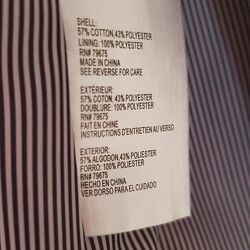 SHELL:
57% COTTON,43% POLYESTER
LINING: 100% POLYESTER
RN# 79675
MADE IN CHINA
SEE REVERSE FOR CARE
EXTÉRIEUR:
57% COTON ,43% POLYESTER
DOUBLURE: 100% POLYESTER
RN# 79675
FAIT EN CHINE
INSTRUCTIONS D'ENTRETIEN AU VERSO
EXTERIOR:
57% ALGODON,43% POLIESTER
FORRO: 100% POLIESTER
RN# 79675
HECHO EN CHINA
VER DORSO PARA EL CUIDADO